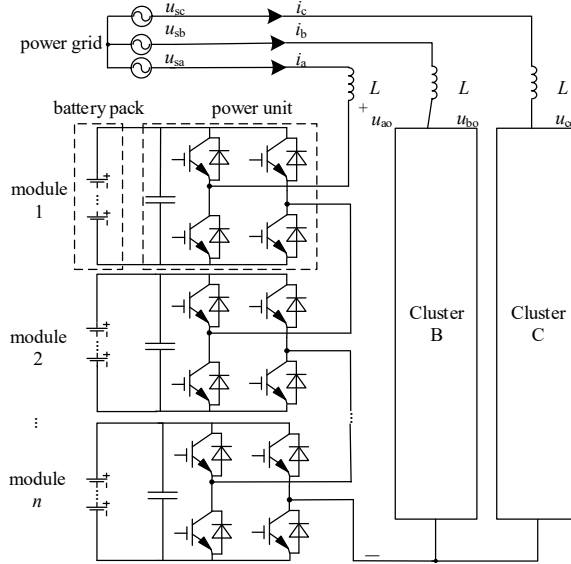 u_sc i_c
power grid u_sb i_b
u_sa i_a
L L L
battery pack power unit + u_ao u_bo u_co
module
1
module
2
Cluster
B
Cluster
C
...
module
n